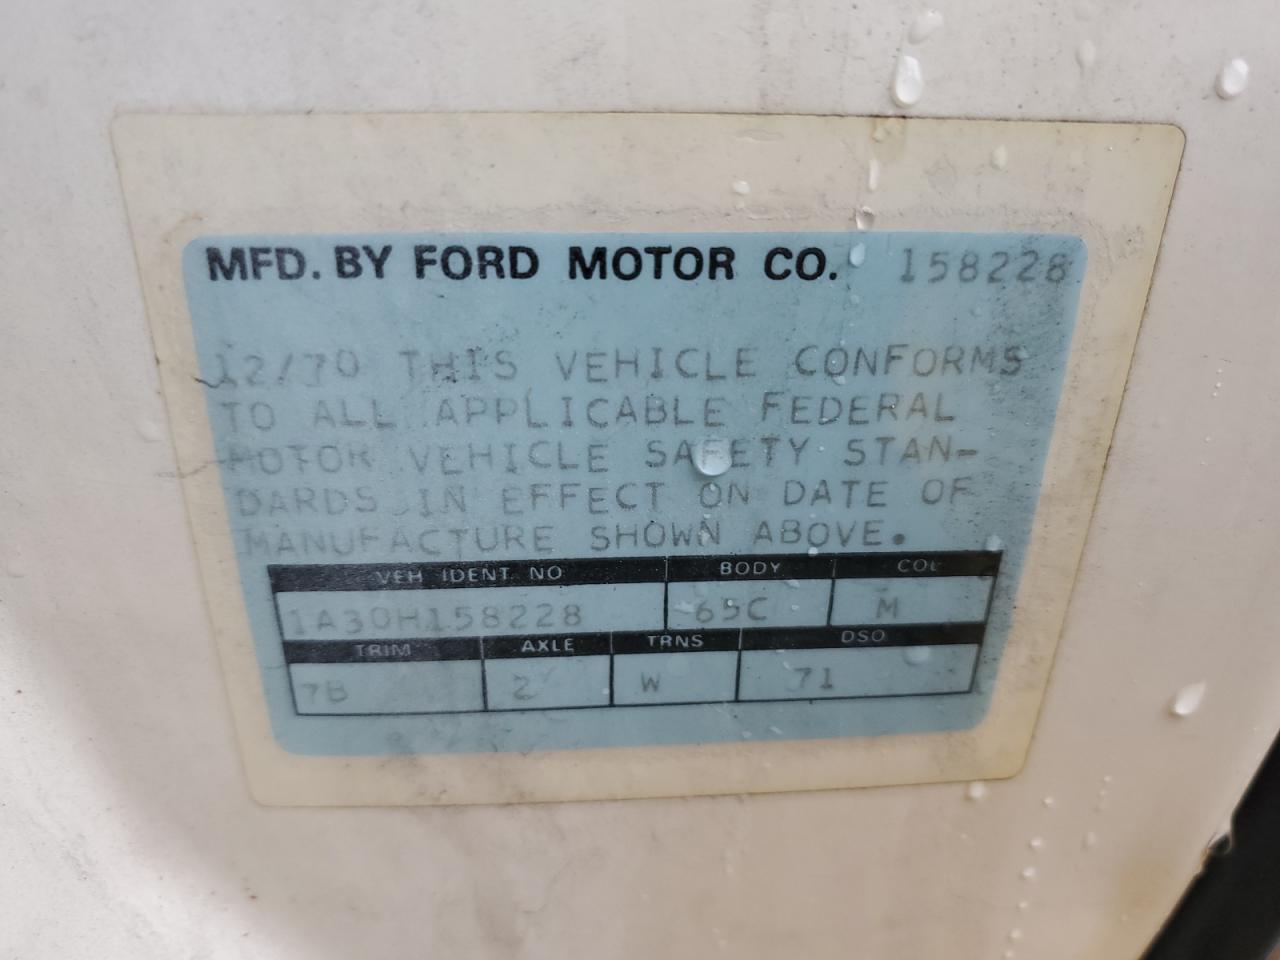 MFD. BY FORD MOTOR CO. 158228
12/70 THIS VEHICLE CONFORMS
TO ALL APPLICABLE FEDERAL
MOTOR VEHICLE SAFETY STAN-
DARDS IN EFFECT ON DATE OF
MANUFACTURE SHOWN ABOVE.
VEH IDENT NO BODY COL
1A30H158228 65C M
TRIM AXLE TRNS DSO
7B 2 W 71